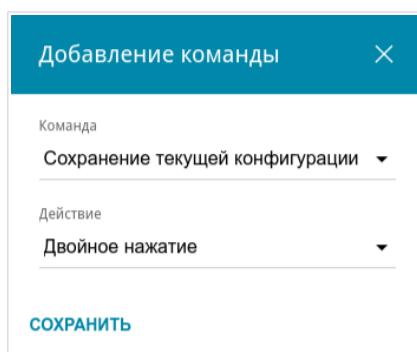 Добавление команды
Команда
Сохранение текущей конфигурации
Действие
Двойное нажатие
СОХРАНИТЬ